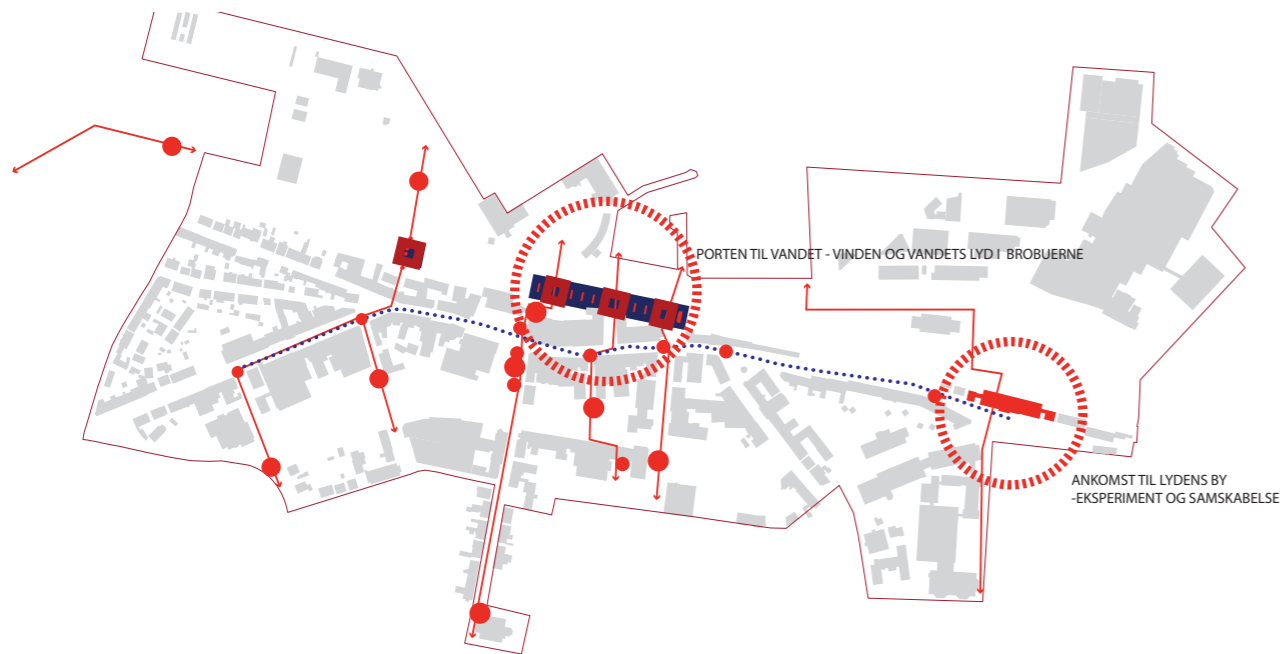 PORTEN TIL VANDET - VINDEN OG VANDETS LYD I BROBUERNE
ANKOMST TIL LYDENS BY
-EKSPERIMENT OG SAMSKABELSE